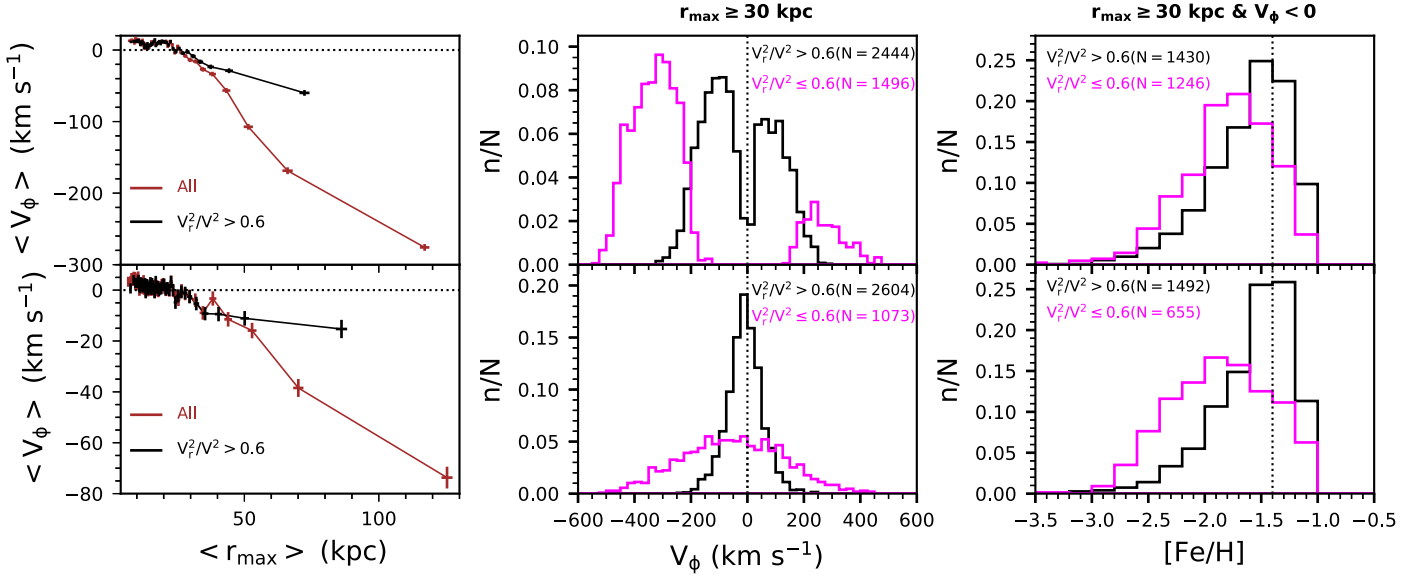 r_max ≥ 30 kpc
r_max ≥ 30 kpc & V_ϕ < 0
< V_ϕ > (km s⁻¹)
0
−100
−200
−300
All
V_r²/V² > 0.6
n/N
0.10
0.08
0.06
0.04
0.02
0.00
V_r²/V² > 0.6(N = 2444)
V_r²/V² ≤ 0.6(N = 1496)
n/N
0.25
0.20
0.15
0.10
0.05
0.00
V_r²/V² > 0.6(N = 1430)
V_r²/V² ≤ 0.6(N = 1246)
< V_ϕ > (km s⁻¹)
0
−20
−40
−60
−80
All
V_r²/V² > 0.6
50
100
< r_max > (kpc)
n/N
0.20
0.15
0.10
0.05
0.00
V_r²/V² > 0.6(N = 2604)
V_r²/V² ≤ 0.6(N = 1073)
−600 −400 −200 0 200 400 600
V_ϕ (km s⁻¹)
n/N
0.25
0.20
0.15
0.10
0.05
0.00
V_r²/V² > 0.6(N = 1492)
V_r²/V² ≤ 0.6(N = 655)
−3.5 −3.0 −2.5 −2.0 −1.5 −1.0 −0.5
[Fe/H]